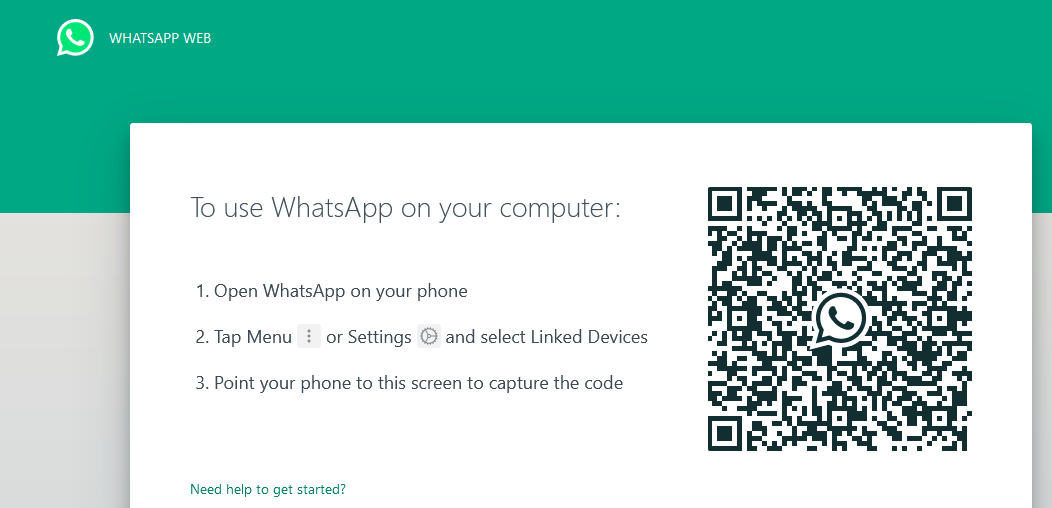 WHATSAPP WEB
To use WhatsApp on your computer:
1. Open WhatsApp on your phone
2. Tap Menu or Settings and select Linked Devices
3. Point your phone to this screen to capture the code
Need help to get started?